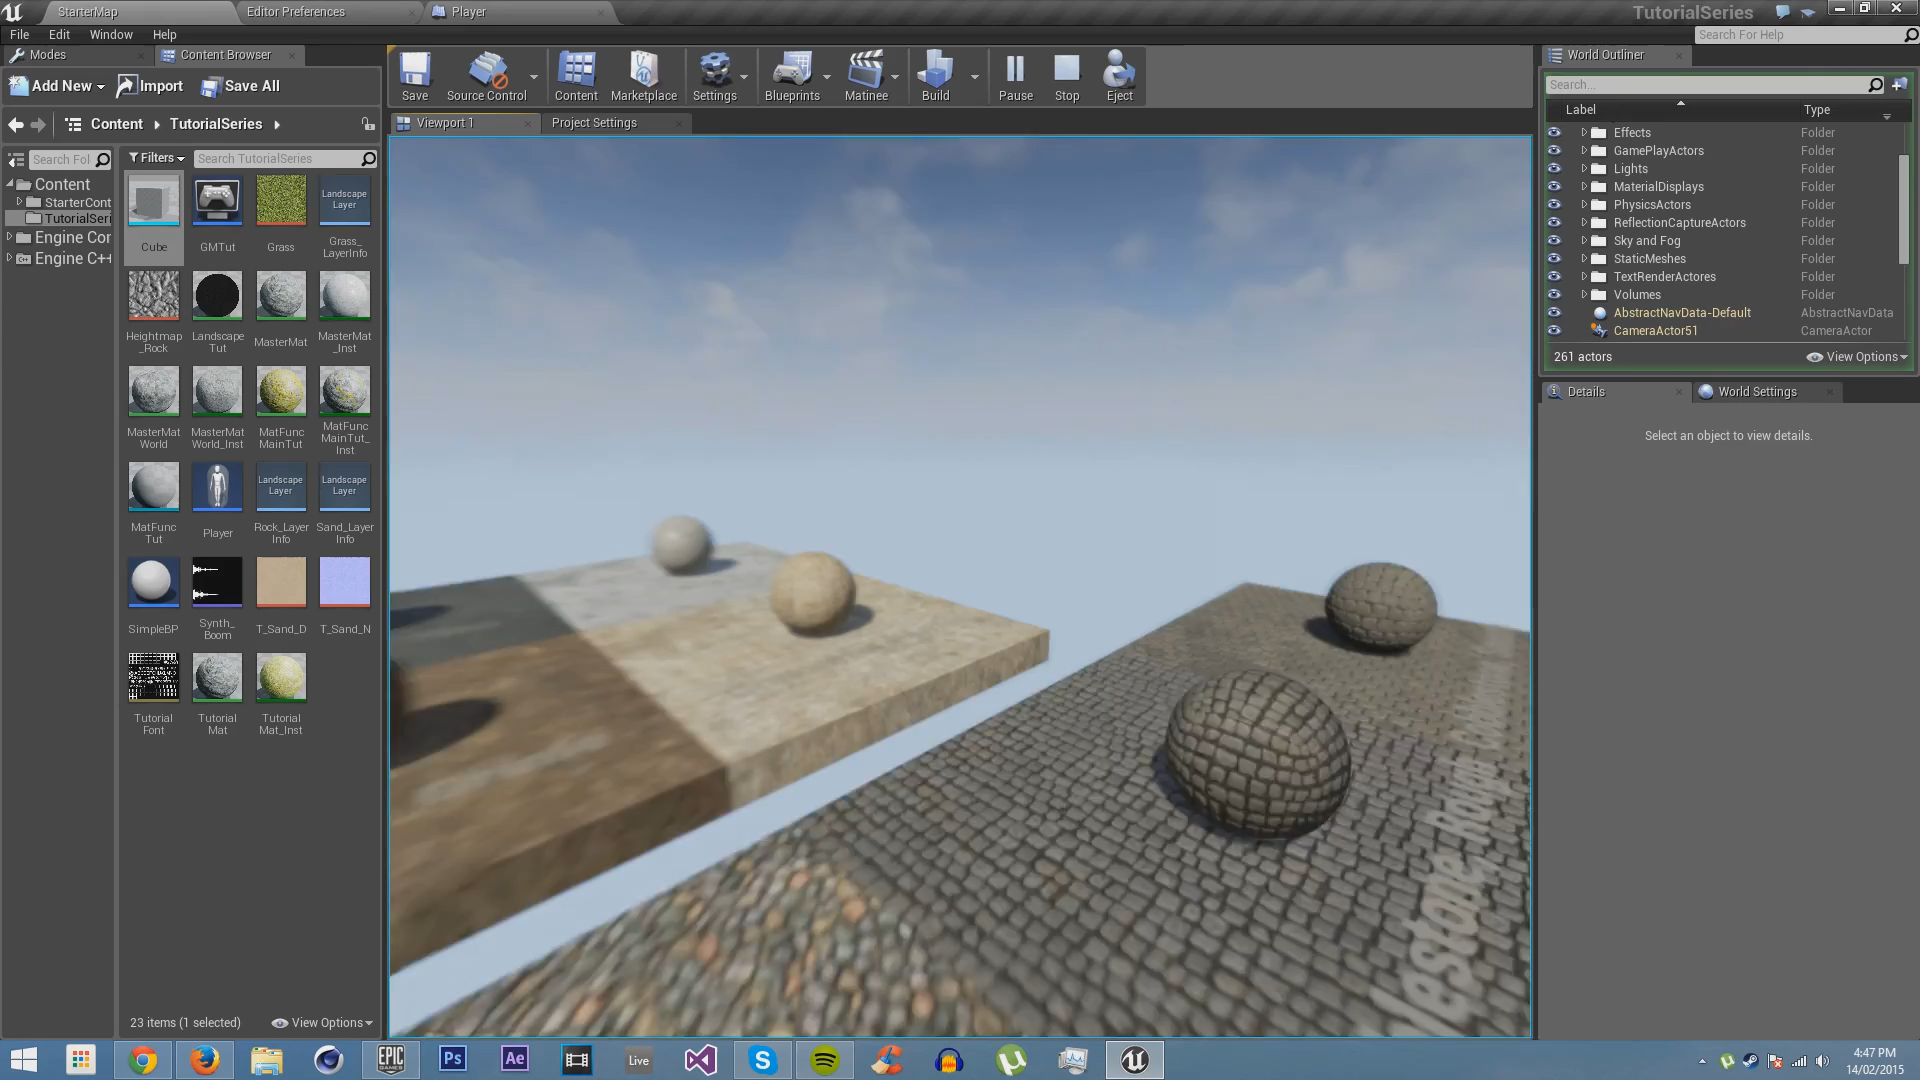 StarterMap
Editor Preferences
Player
TutorialSeries
File Edit Window Help
Search For Help
Modes
Content Browser
Add New
Import
Save All
Content
TutorialSeries
Search Fol
Filters
Search TutorialSeries
Content
StarterCont
TutorialSeri
Engine Cor
Engine C++
Landscape
Layer
Cube
GMTut
Grass
Grass_
LayerInfo
Heightmap
_Rock
Landscape
Tut
MasterMat
MasterMat
_Inst
MasterMat
World
MasterMat
World_Inst
MatFunc
MainTut
MatFunc
MainTut_
Inst
Landscape
Layer
Landscape
Layer
MatFunc
Tut
Player
Rock_Layer
Info
Sand_Layer
Info
SimpleBP
Synth_
Boom
T_Sand_D
T_Sand_N
Tutorial
Font
Tutorial
Mat
Tutorial
Mat_Inst
23 items (1 selected)
View Options
Save
Source Control
Content
Marketplace
Settings
Blueprints
Matinee
Build
Pause
Stop
Eject
Viewport 1
Project Settings
World Outliner
Search...
Label Type
Effects Folder
GamePlayActors Folder
Lights Folder
MaterialDisplays Folder
PhysicsActors Folder
ReflectionCaptureActors Folder
Sky and Fog Folder
StaticMeshes Folder
TextRenderActores Folder
Volumes Folder
AbstractNavData-Default AbstractNavData
CameraActor51 CameraActor
261 actors
View Options
Details
World Settings
Select an object to view details.
EPIC
GAMES
Ps
Ae
Live
4:47 PM
14/02/2015